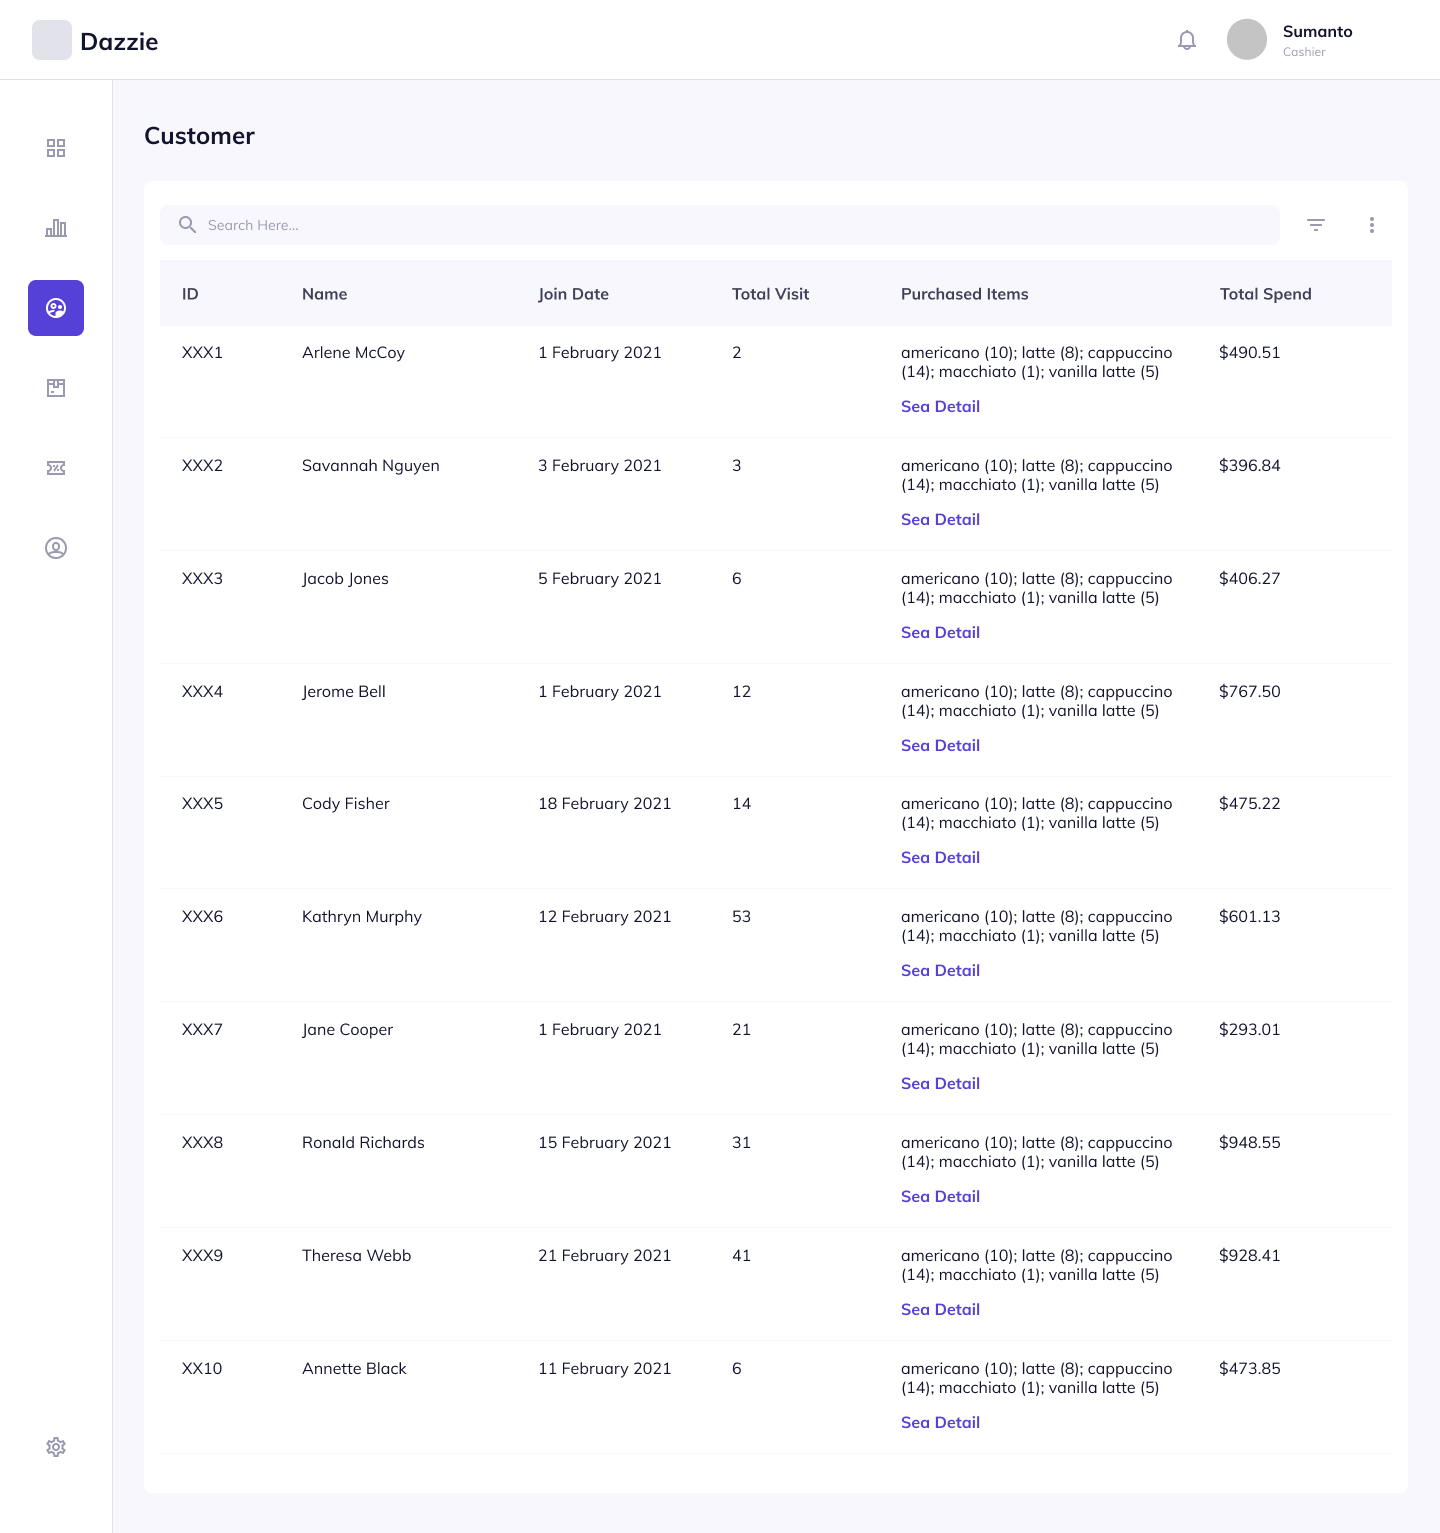 Dazzie
Sumanto
Cashier
Customer
Search Here...
ID Name Join Date Total Visit Purchased Items Total Spend
XXX1 Arlene McCoy 1 February 2021 2 americano (10); latte (8); cappuccino $490.51
(14); macchiato (1); vanilla latte (5)
Sea Detail
XXX2 Savannah Nguyen 3 February 2021 3 americano (10); latte (8); cappuccino $396.84
(14); macchiato (1); vanilla latte (5)
Sea Detail
XXX3 Jacob Jones 5 February 2021 6 americano (10); latte (8); cappuccino $406.27
(14); macchiato (1); vanilla latte (5)
Sea Detail
XXX4 Jerome Bell 1 February 2021 12 americano (10); latte (8); cappuccino $767.50
(14); macchiato (1); vanilla latte (5)
Sea Detail
XXX5 Cody Fisher 18 February 2021 14 americano (10); latte (8); cappuccino $475.22
(14); macchiato (1); vanilla latte (5)
Sea Detail
XXX6 Kathryn Murphy 12 February 2021 53 americano (10); latte (8); cappuccino $601.13
(14); macchiato (1); vanilla latte (5)
Sea Detail
XXX7 Jane Cooper 1 February 2021 21 americano (10); latte (8); cappuccino $293.01
(14); macchiato (1); vanilla latte (5)
Sea Detail
XXX8 Ronald Richards 15 February 2021 31 americano (10); latte (8); cappuccino $948.55
(14); macchiato (1); vanilla latte (5)
Sea Detail
XXX9 Theresa Webb 21 February 2021 41 americano (10); latte (8); cappuccino $928.41
(14); macchiato (1); vanilla latte (5)
Sea Detail
XX10 Annette Black 11 February 2021 6 americano (10); latte (8); cappuccino $473.85
(14); macchiato (1); vanilla latte (5)
Sea Detail